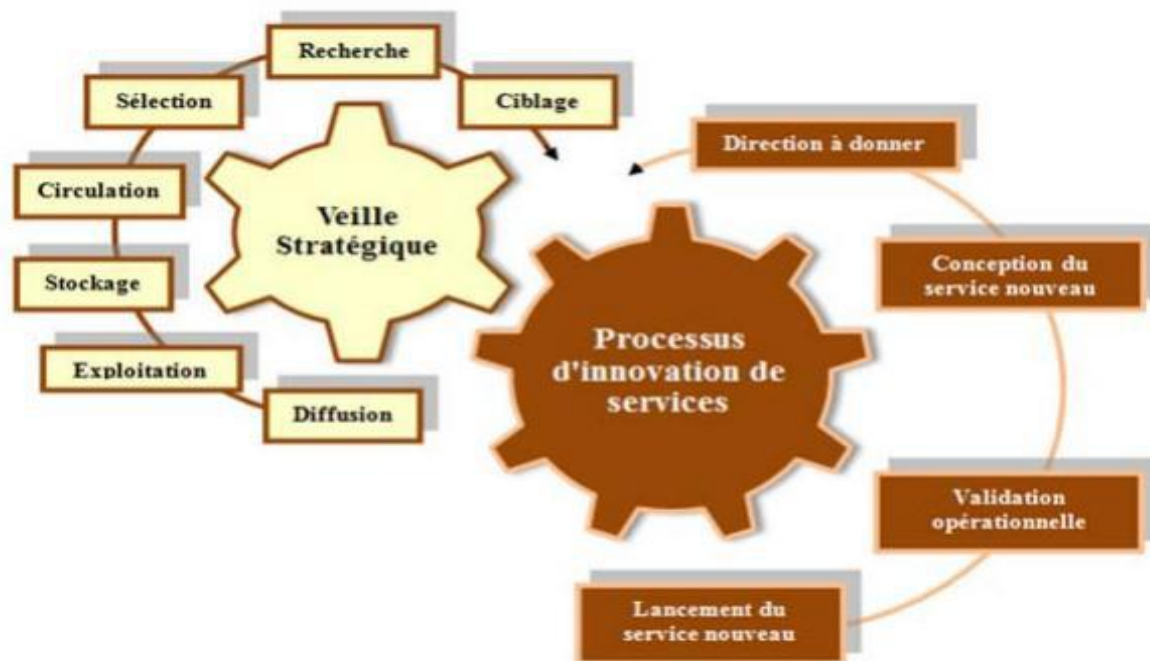 Recherche
Sélection
Ciblage
Circulation
Stockage
Exploitation
Diffusion
Veille
Stratégique
Direction à donner
Conception du
service nouveau
Processus
d'innovation de
services
Validation
opérationnelle
Lancement du
service nouveau